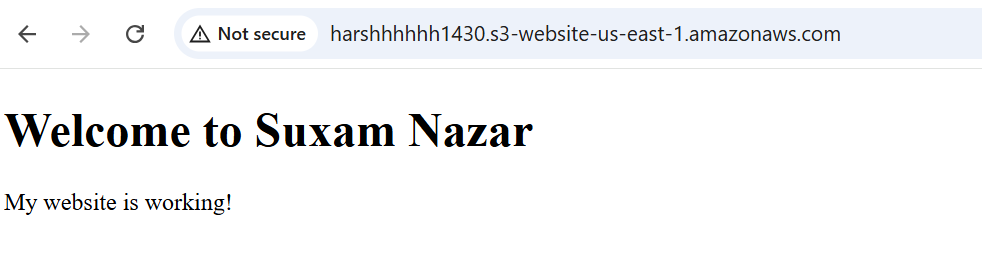 Not secure harshhhhhh1430.s3-website-us-east-1.amazonaws.com
Welcome to Suxam Nazar
My website is working!